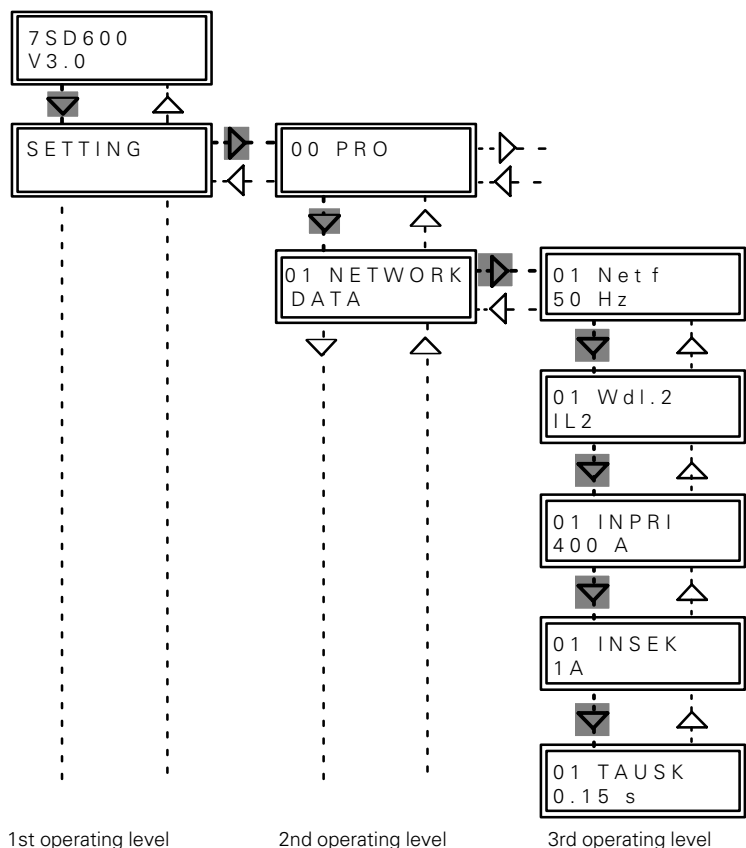 7SD600
V3.0
SETTING
00 PRO
01 NETWORK
DATA
01 Netf
50 Hz
01 Wdl.2
IL2
01 INPRI
400 A
01 INSEK
1A
01 TAUSK
0.15 s
1st operating level
2nd operating level
3rd operating level